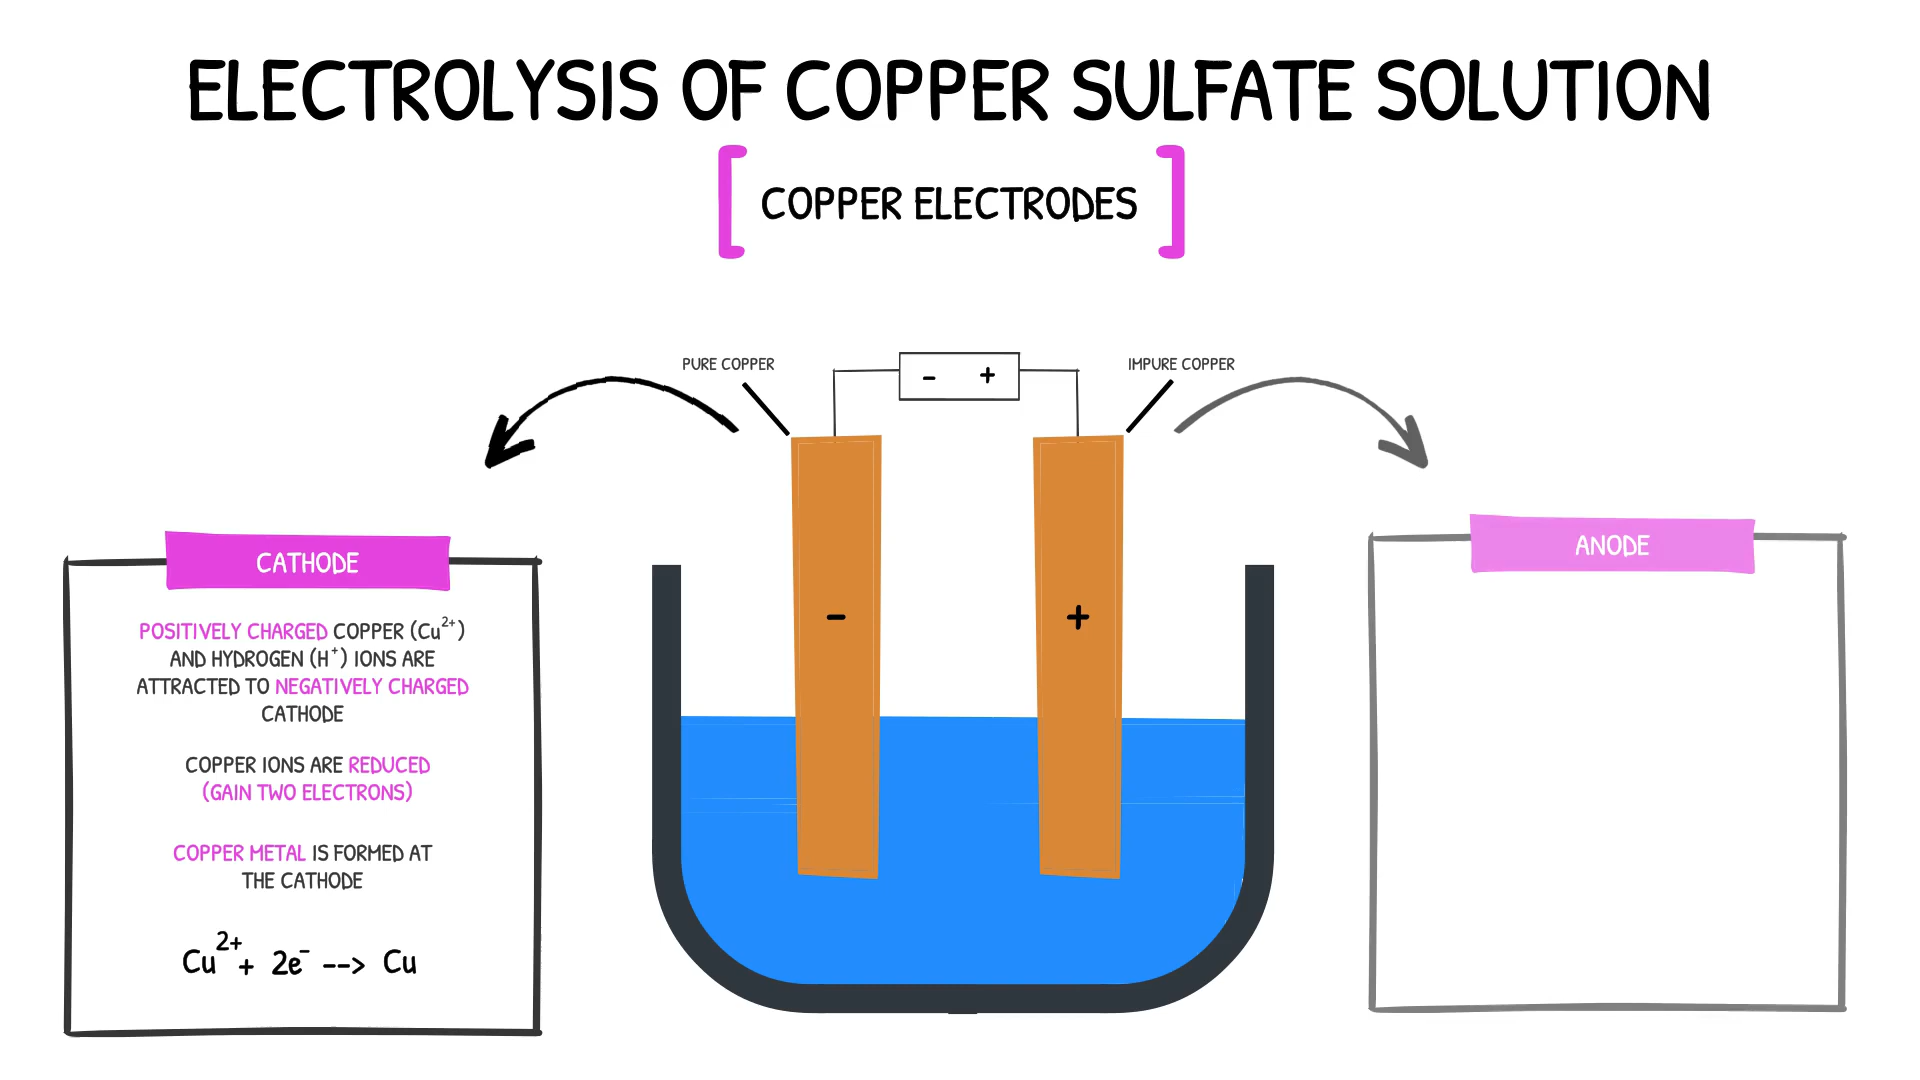 ELECTROLYSIS OF COPPER SULFATE SOLUTION
COPPER ELECTRODES
PURE COPPER
- +
IMPURE COPPER
-
+
CATHODE
POSITIVELY CHARGED COPPER (Cu²⁺)
AND HYDROGEN (H⁺) IONS ARE
ATTRACTED TO NEGATIVELY CHARGED
CATHODE
COPPER IONS ARE REDUCED
(GAIN TWO ELECTRONS)
COPPER METAL IS FORMED AT
THE CATHODE
Cu²⁺ + 2e⁻ --> Cu
ANODE